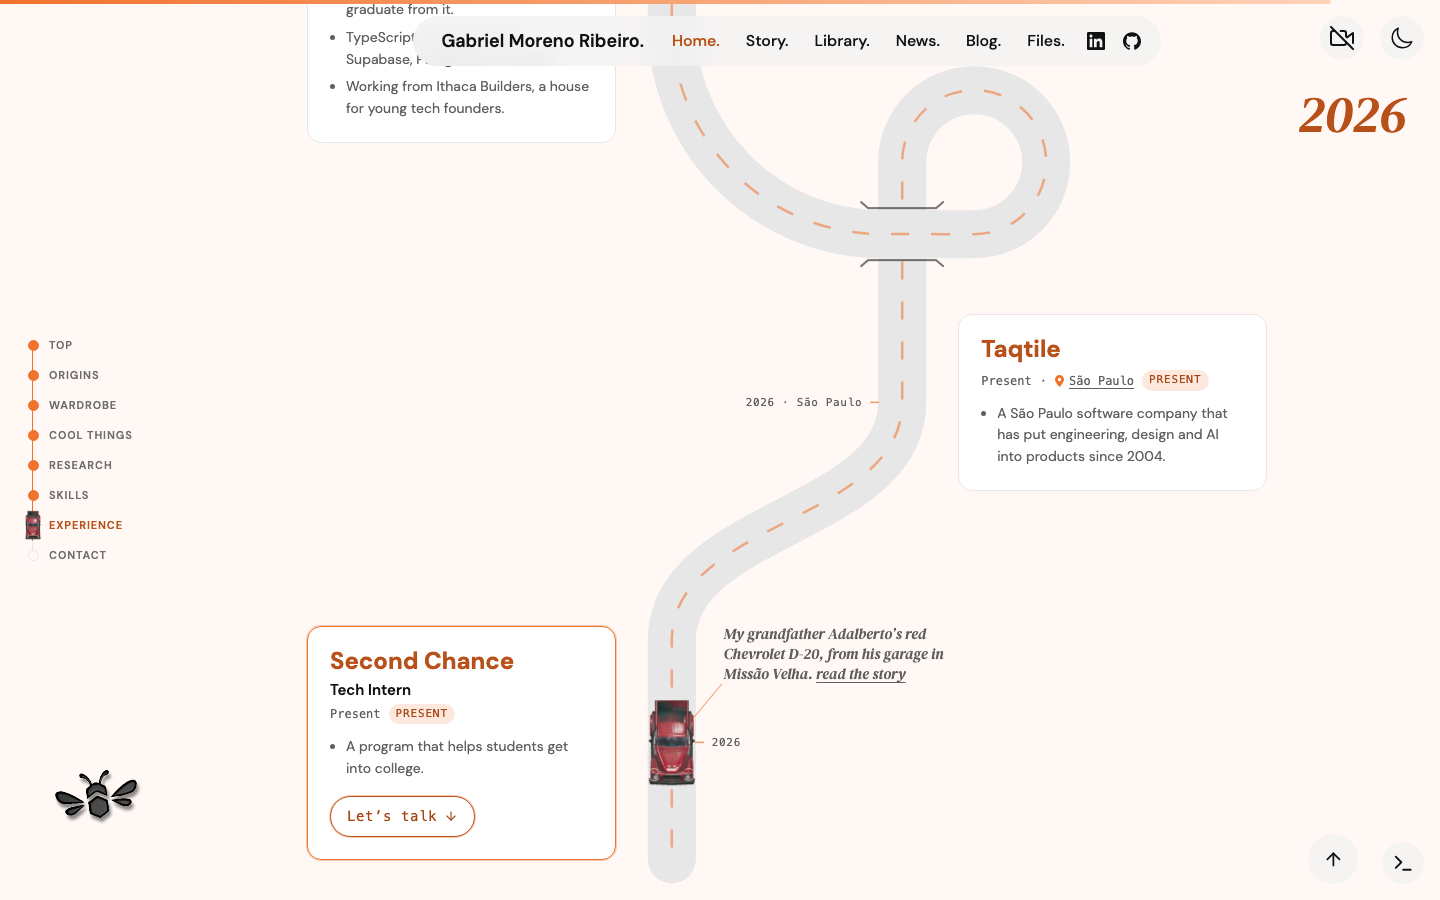 graduate from it.
TypeScript
Supabase,
Working from Ithaca Builders, a house
for young tech founders.
Gabriel Moreno Ribeiro.
Home.
Story.
Library.
News.
Blog.
Files.
2026
TOP
ORIGINS
WARDROBE
COOL THINGS
RESEARCH
SKILLS
EXPERIENCE
CONTACT
Taqtile
Present · São Paulo PRESENT
A São Paulo software company that
has put engineering, design and AI
into products since 2004.
2026 · São Paulo
My grandfather Adalberto’s red
Chevrolet D-20, from his garage in
Missão Velha. read the story
2026
Second Chance
Tech Intern
Present PRESENT
A program that helps students get
into college.
Let’s talk ↓